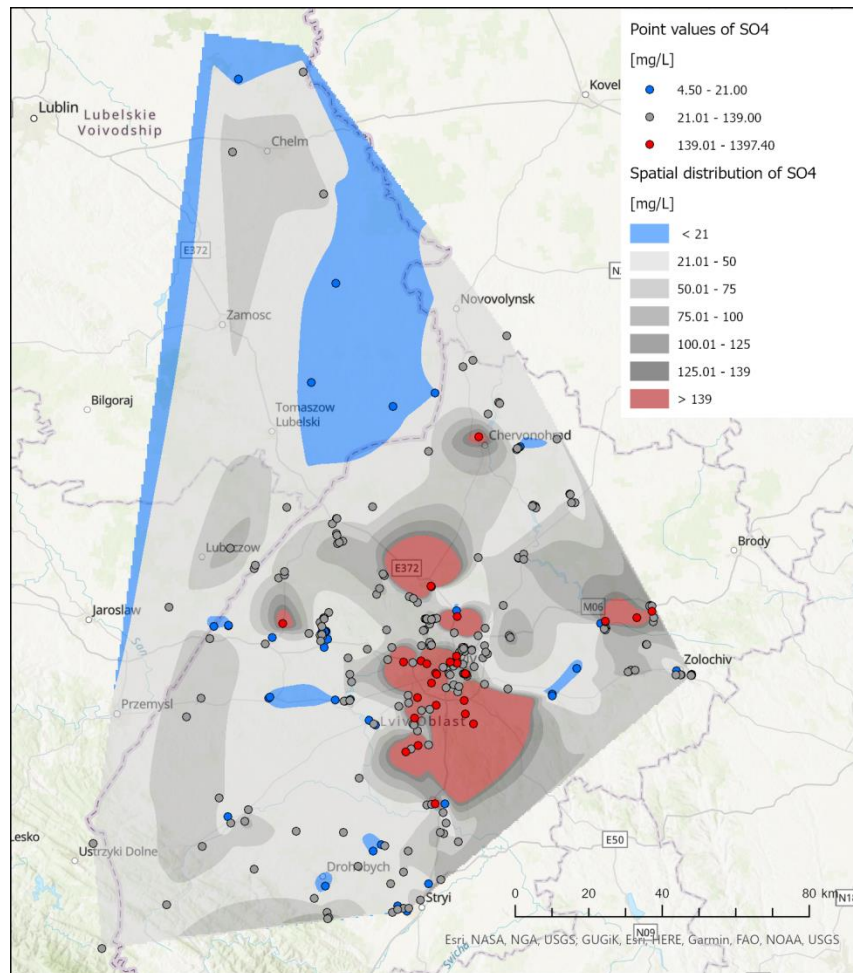 Point values of SO4
[mg/L]
4.50 - 21.00
21.01 - 139.00
139.01 - 1397.40
Spatial distribution of SO4
[mg/L]
< 21
21.01 - 50
50.01 - 75
75.01 - 100
100.01 - 125
125.01 - 139
> 139
Kovel
Lublin
Lubelskie
Voivodship
Chelm
E372
Novovolynsk
Zamosc
Bilgoraj
Tomaszow
Lubelski
Chervonohrad
Lubaczow
E372
Brody
M06
Jaroslaw
San
Zolochiv
Przemysl
Lviv Oblast
Lesko
Ustrzyki Dolne
E50
Drohobych
Stryi
0 20 40 80 km
N18
N09
Svicha
Esri, NASA, NGA, USGS, GUGiK, Esri, HERE, Garmin, FAO, NOAA, USGS